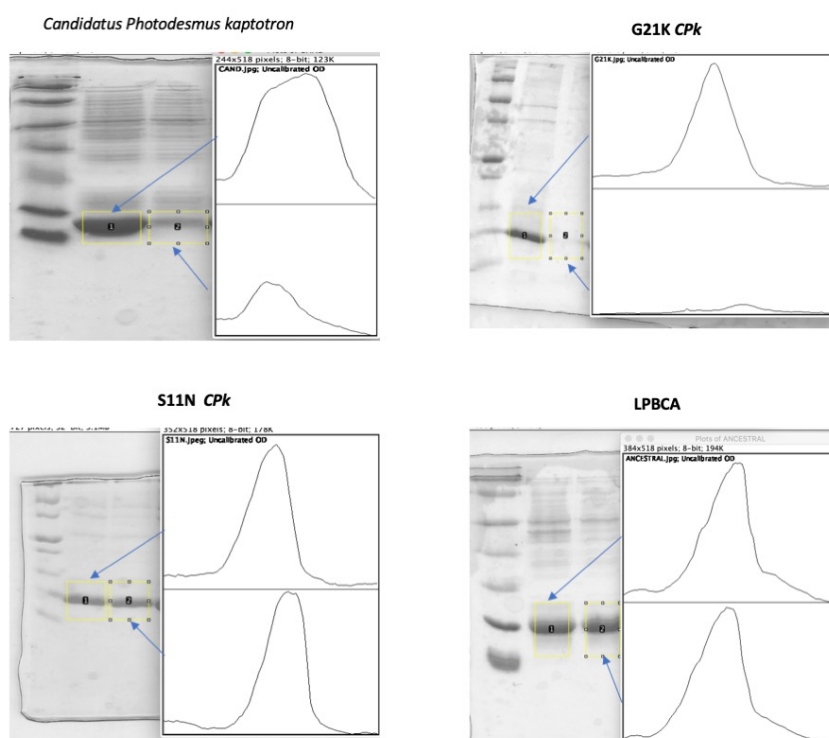 Candidatus Photodesmus kaptotron
244x518 pixels; 8-bit; 123K
CAND.jpg; Uncalibrated OD
1
2
G21K CPk
G21K.jpg; Uncalibrated OD
1
2
S11N CPk
352x518 pixels; 8-bit; 178K
S11N.jpeg; Uncalibrated OD
1
2
LPBCA
Plots of ANCESTRAL
384x518 pixels; 8-bit; 194K
ANCESTRAL.jpg; Uncalibrated OD
1
2